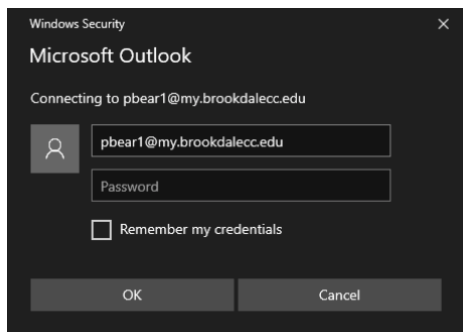 Windows Security
Microsoft Outlook
Connecting to pbear1@my.brookdalecc.edu
pbear1@my.brookdalecc.edu
Password
Remember my credentials
OK
Cancel